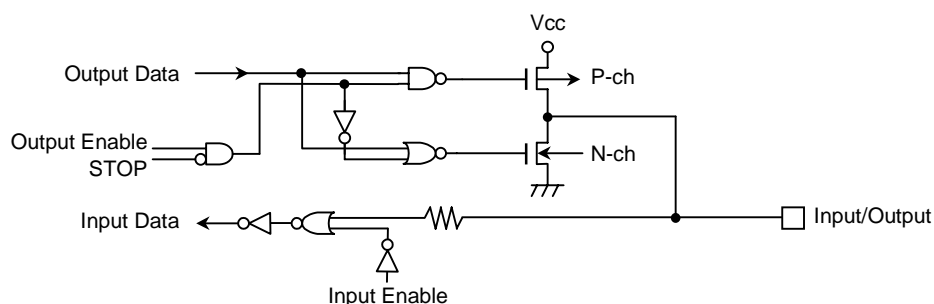 Vcc
Output Data
P-ch
Output Enable
STOP
N-ch
Input Data
Input/Output
Input Enable